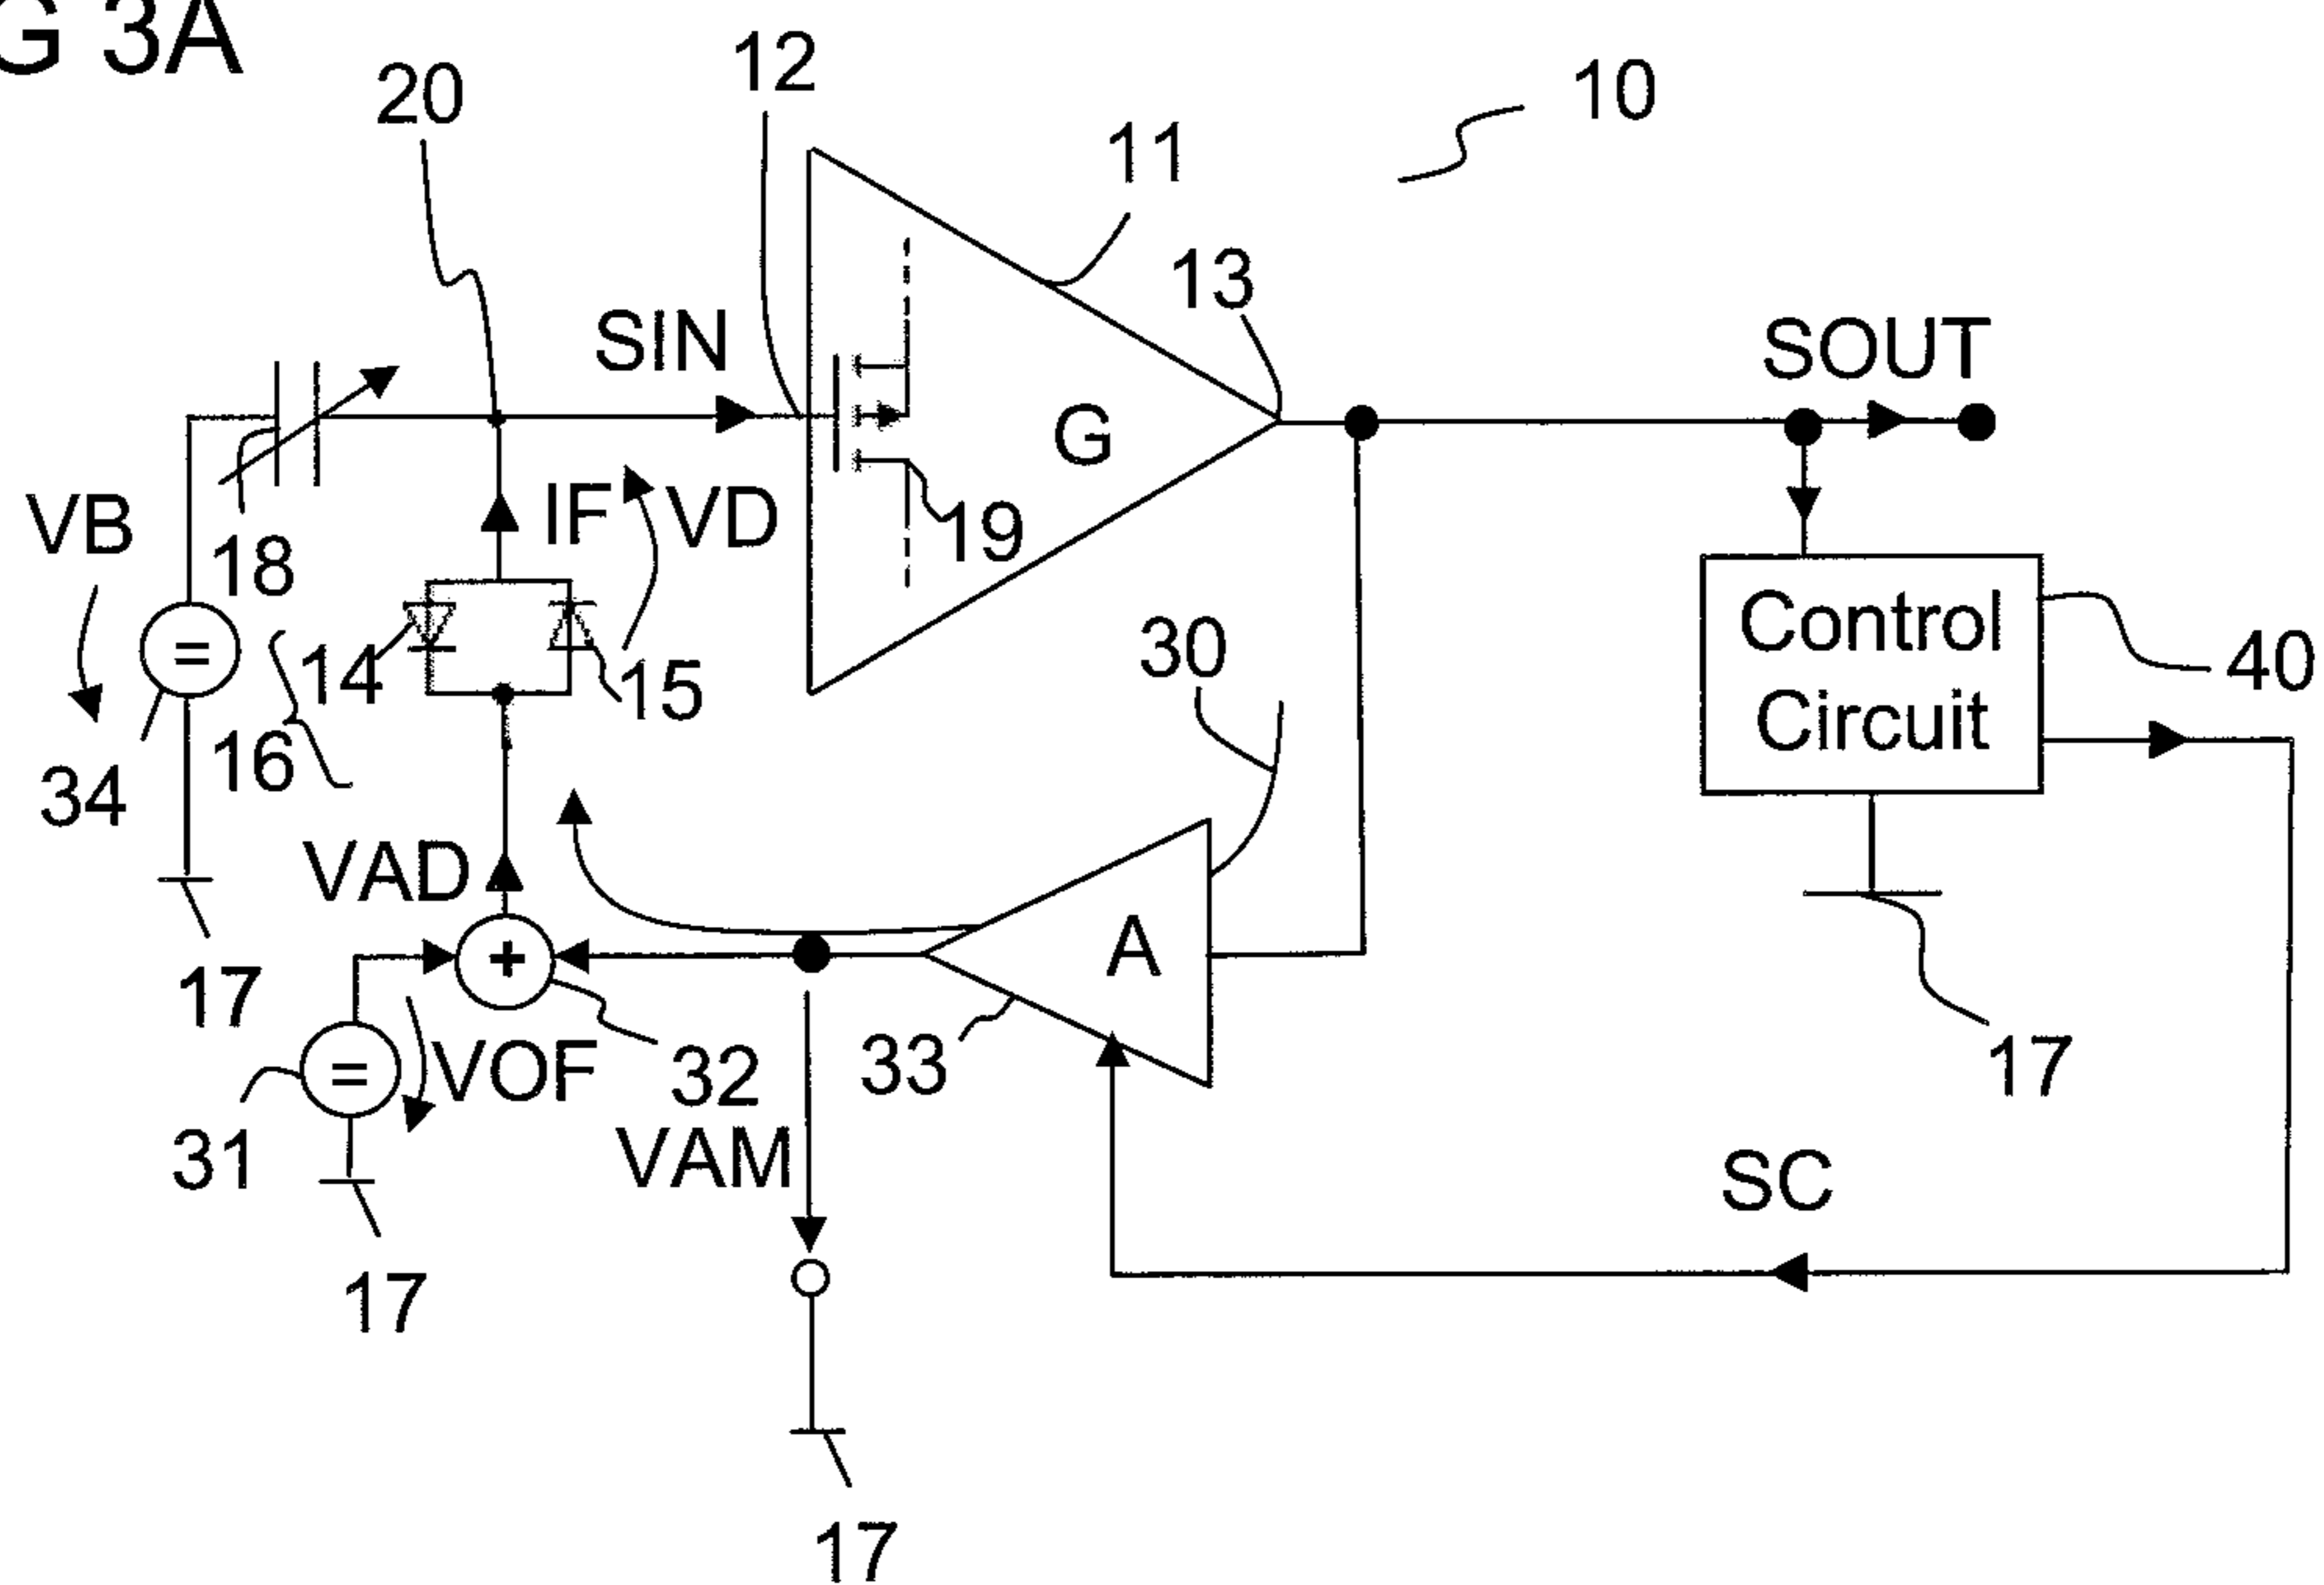 G 3A
20
12
10
11
13
SIN
SOUT
G
VB
IF
VD
19
18
=
14
15
30
Control
Circuit
40
16
34
VAD
A
+
17
33
17
VOF
32
=
31
VAM
SC
17
17